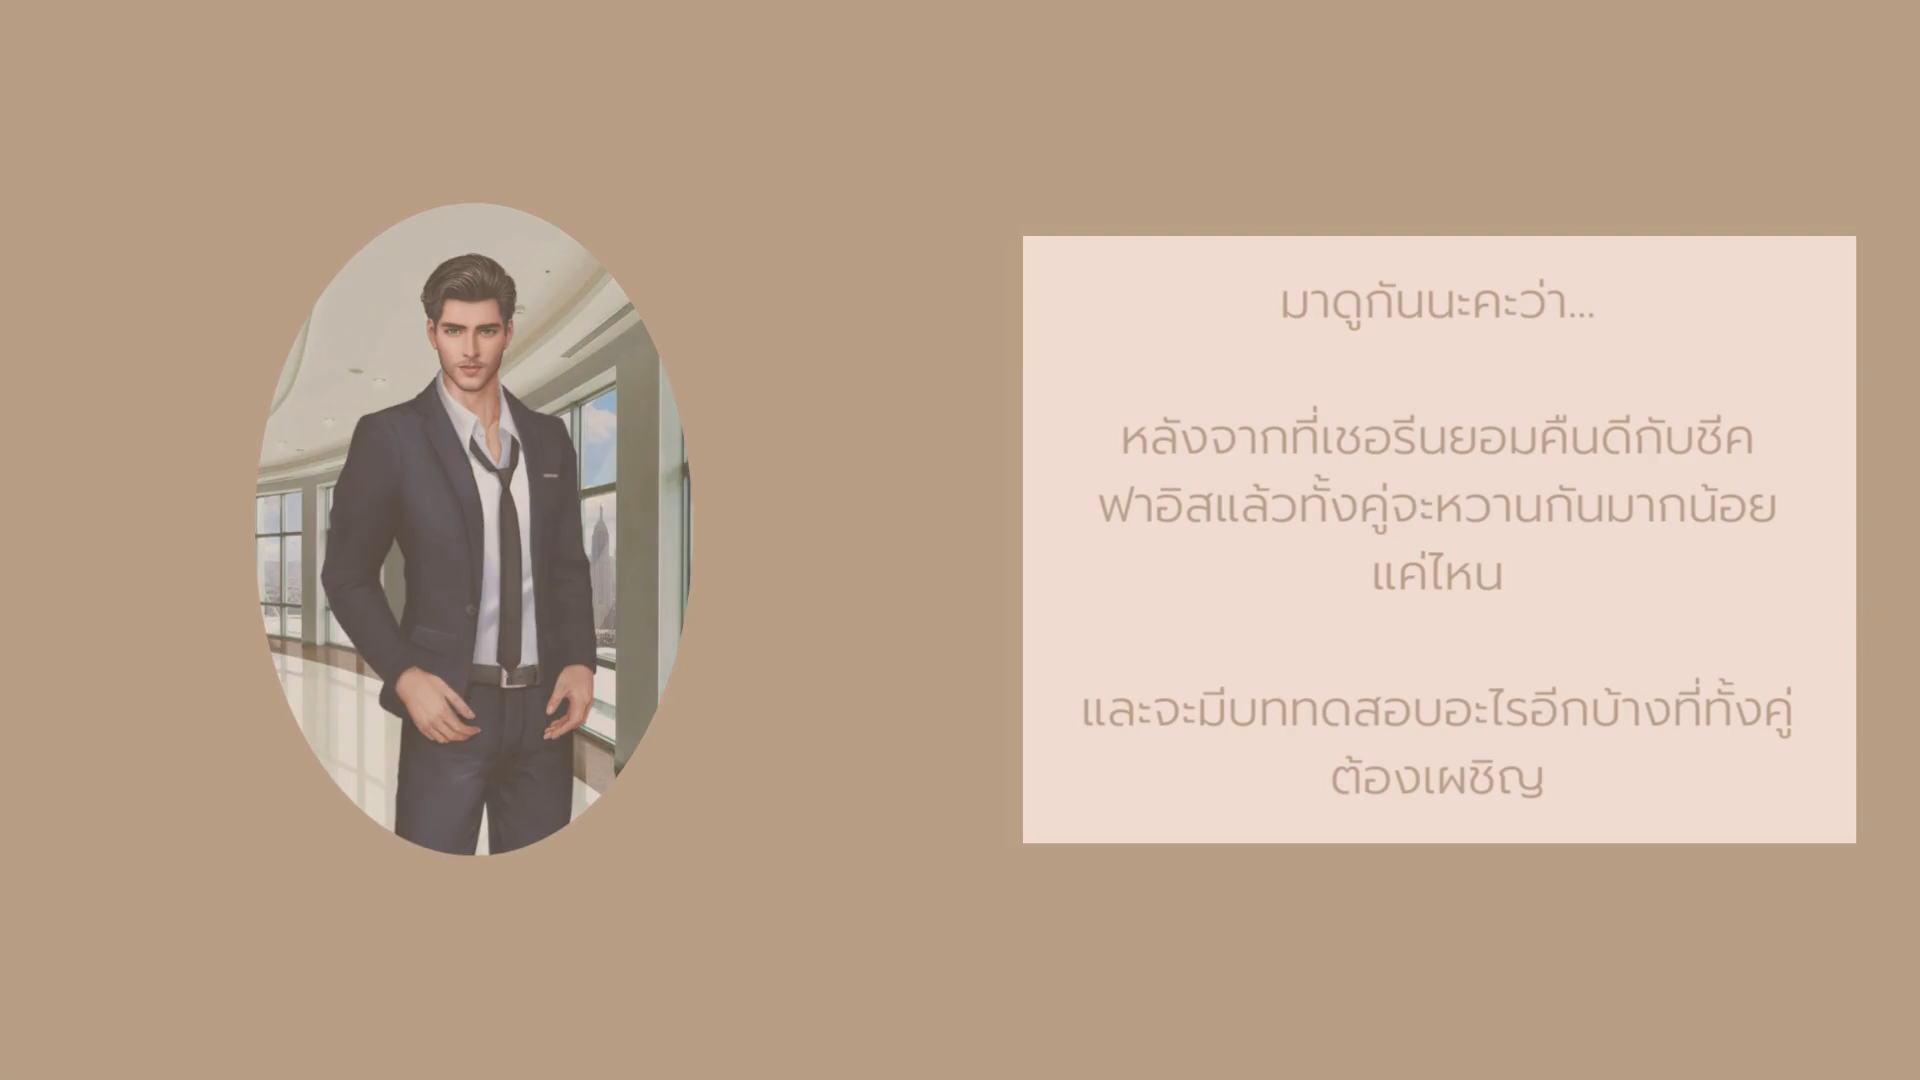 มาดูกันนะคะว่า...
หลังจากที่เชอรีนยอมคืนดีกับชีค
ฟาอิสแล้วทั้งคู่จะหวานกันมากน้อย
แค่ไหน
และจะมีบททดสอบอะไรอีกบ้างที่ทั้งคู่
ต้องเผชิญ